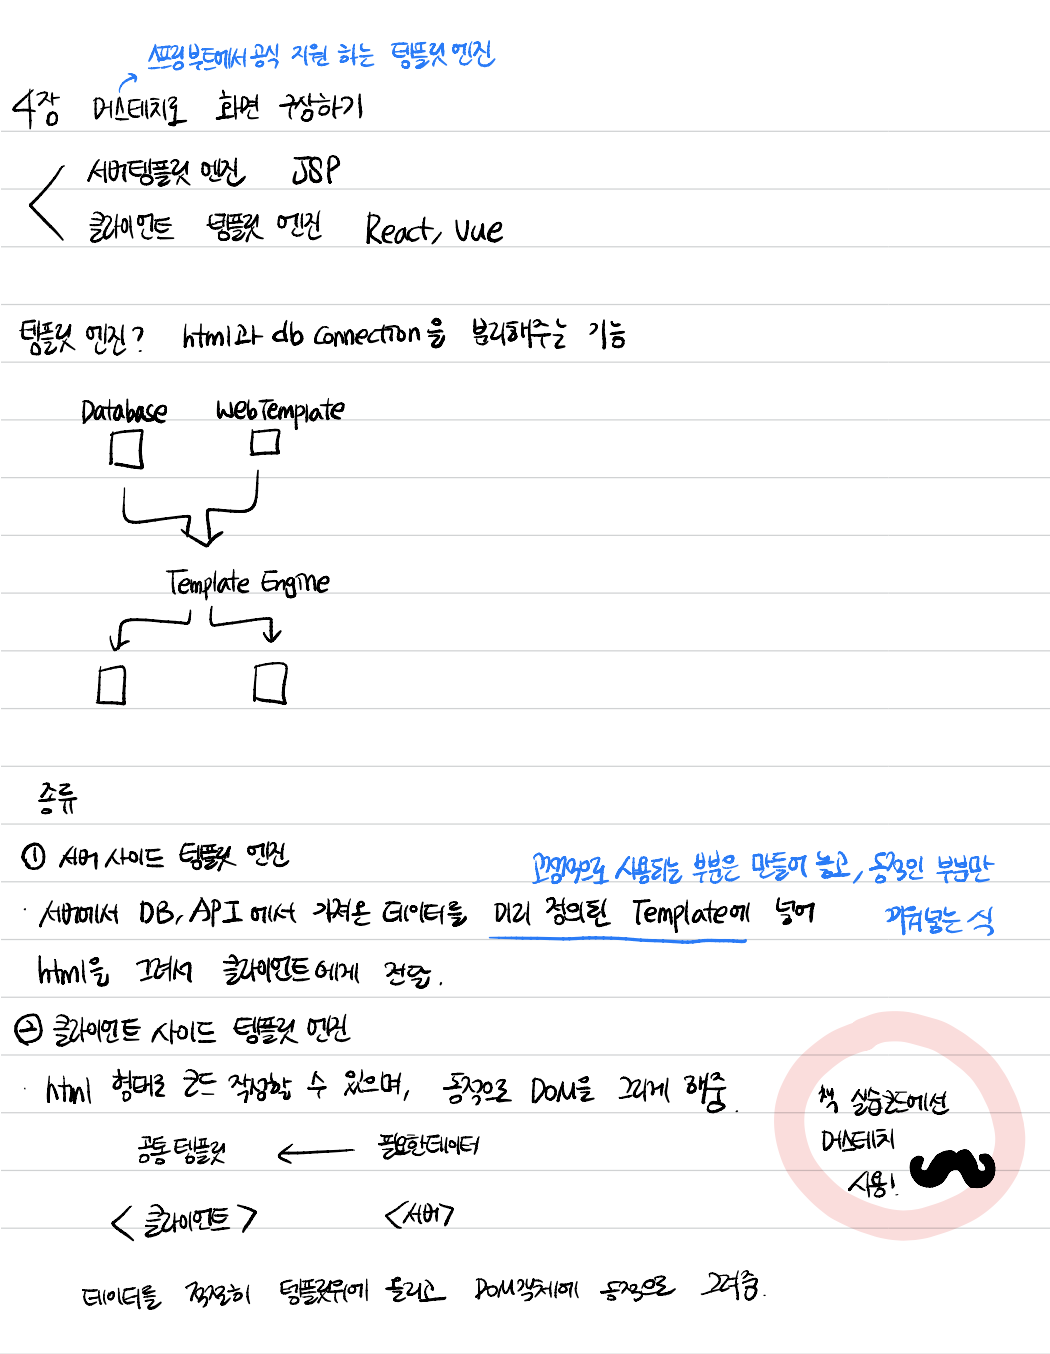 스프링부트에서 공식 지원 하는 템플릿 엔진
4장 머스테치로 화면 구성하기
서버템플릿 엔진 JSP
클라이언트 템플릿 엔진 React, Vue
템플릿 엔진? html과 db connection을 분리해주는 기능
Database WebTemplate
Template Engine
종류
① 서버 사이드 템플릿 엔진
고정적으로 사용되는 부분은 만들어 놓고, 동적인 부분만
끼워넣는 식
· 서버에서 DB, API에서 가져온 데이터를 미리 정의된 Template에 넣어
html을 그려서 클라이언트에게 전달.
② 클라이언트 사이드 템플릿 엔진
· html 형태로 코드 작성할 수 있으며, 동적으로 DOM을 그리게 해줌.
공통 템플릿 ← 필요한데이터
<클라이언트> <서버>
데이터를 적절히 템플릿위에 올리고 DOM객체에 동적으로 그려줌.
책 실습코드에선
머스테치
사용!